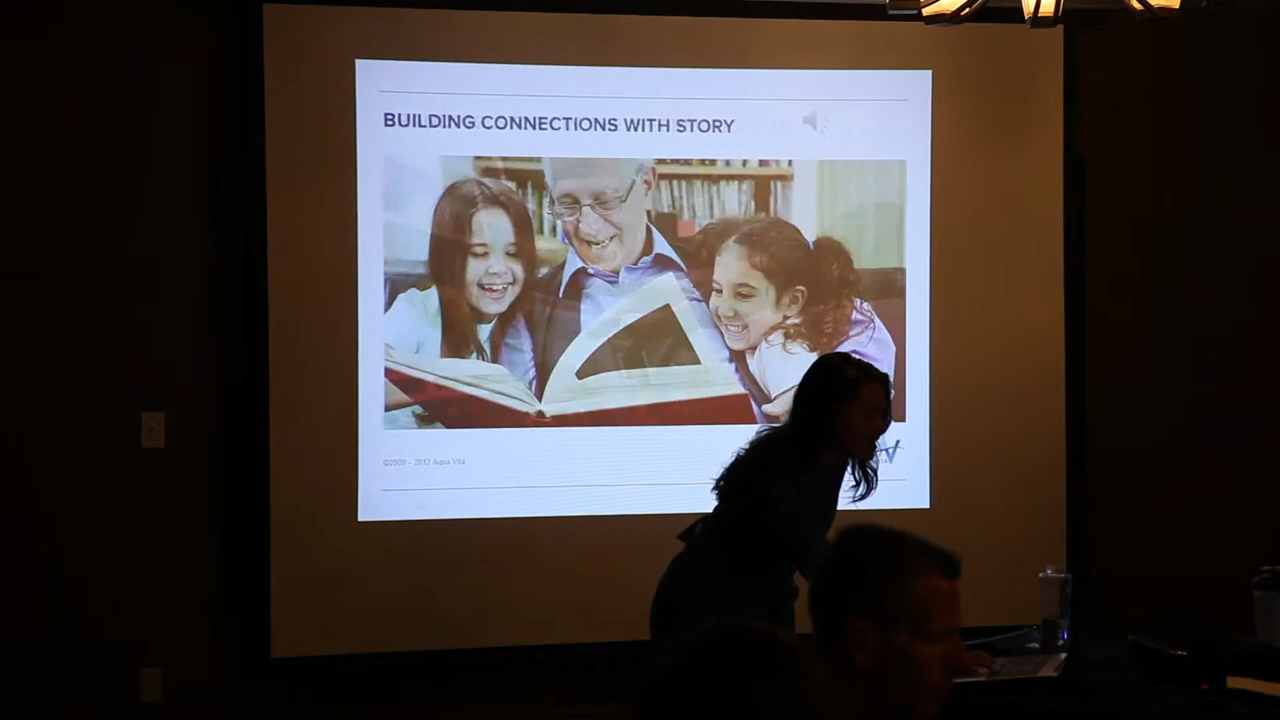 BUILDING CONNECTIONS WITH STORY
©2009 – 2013 Aqua Vita